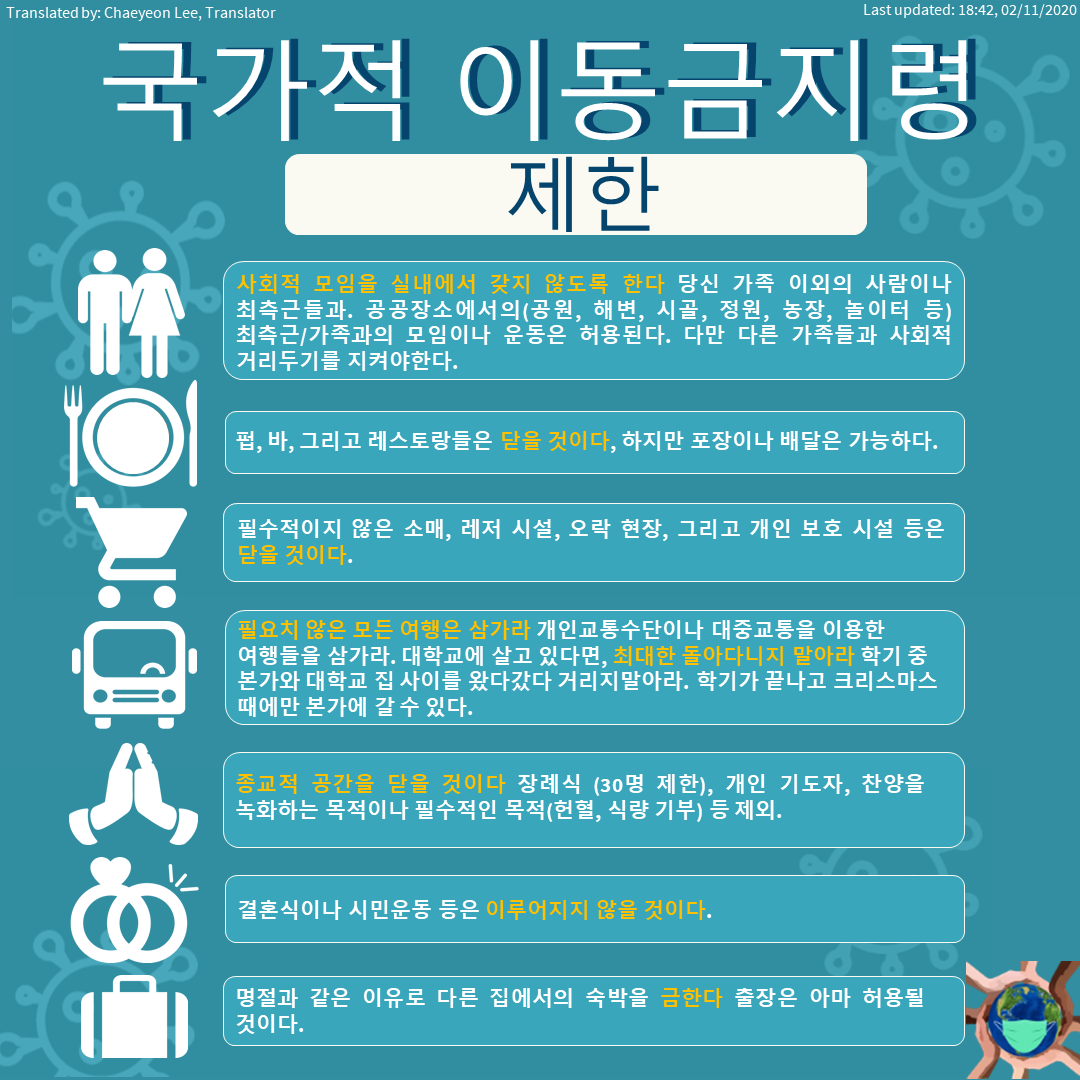 Translated by: Chaeyeon Lee, Translator
Last updated: 18:42, 02/11/2020
국가적 이동금지령
제한
사회적 모임을 실내에서 갖지 않도록 한다 당신 가족 이외의 사람이나
최측근들과. 공공장소에서의(공원, 해변, 시골, 정원, 농장, 놀이터 등)
최측근/가족과의 모임이나 운동은 허용된다. 다만 다른 가족들과 사회적
거리두기를 지켜야한다.
펍, 바, 그리고 레스토랑들은 닫을 것이다, 하지만 포장이나 배달은 가능하다.
필수적이지 않은 소매, 레저 시설, 오락 현장, 그리고 개인 보호 시설 등은
닫을 것이다.
필요치 않은 모든 여행은 삼가라 개인교통수단이나 대중교통을 이용한
여행들을 삼가라. 대학교에 살고 있다면, 최대한 돌아다니지 말아라 학기 중
본가와 대학교 집 사이를 왔다갔다 거리지말아라. 학기가 끝나고 크리스마스
때에만 본가에 갈 수 있다.
종교적 공간을 닫을 것이다 장례식 (30명 제한), 개인 기도자, 찬양을
녹화하는 목적이나 필수적인 목적(헌혈, 식량 기부) 등 제외.
결혼식이나 시민운동 등은 이루어지지 않을 것이다.
명절과 같은 이유로 다른 집에서의 숙박을 금한다 출장은 아마 허용될
것이다.